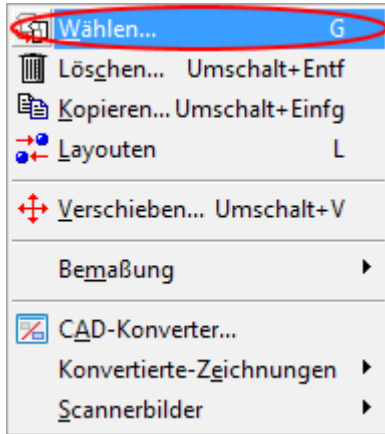 Wählen... G
Löschen... Umschalt+Entf
Kopieren... Umschalt+Einfg
Layouten L
Verschieben... Umschalt+V
Bemaßung
CAD-Konverter...
Konvertierte-Zeichnungen
Scannerbilder